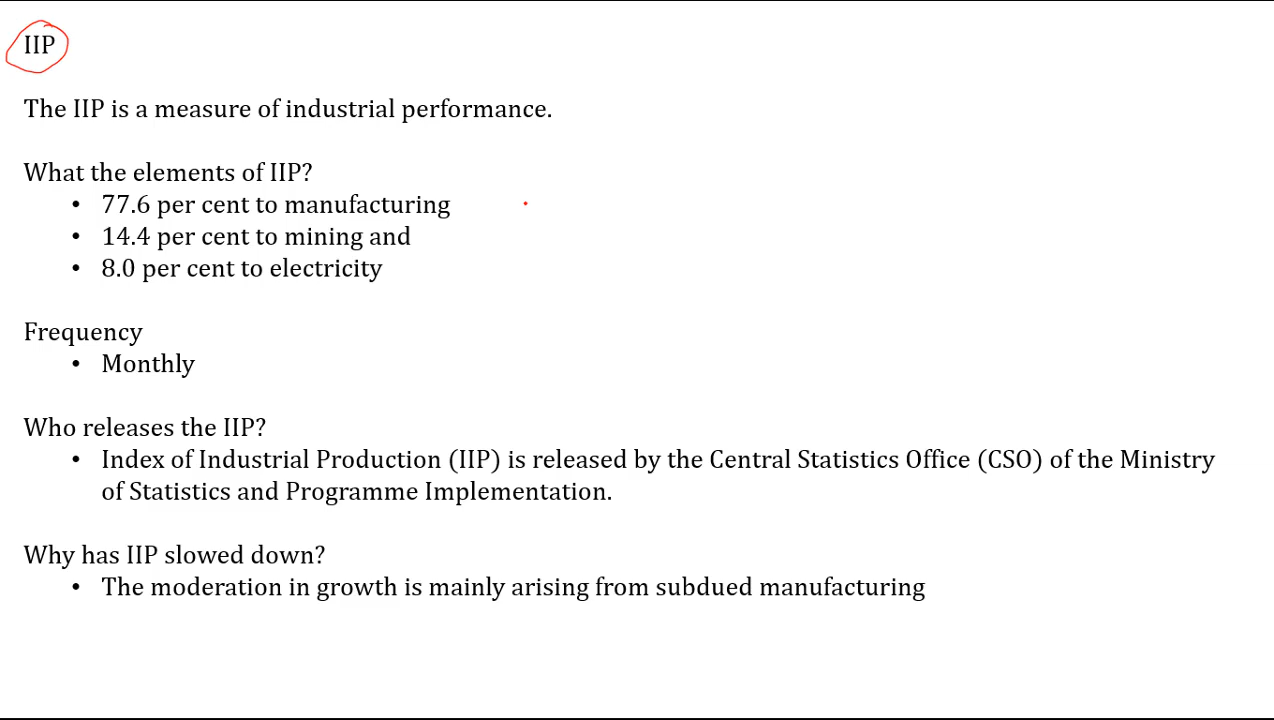 IIP
The IIP is a measure of industrial performance.
What the elements of IIP?
• 77.6 per cent to manufacturing
• 14.4 per cent to mining and
• 8.0 per cent to electricity
Frequency
• Monthly
Who releases the IIP?
• Index of Industrial Production (IIP) is released by the Central Statistics Office (CSO) of the Ministry
of Statistics and Programme Implementation.
Why has IIP slowed down?
• The moderation in growth is mainly arising from subdued manufacturing